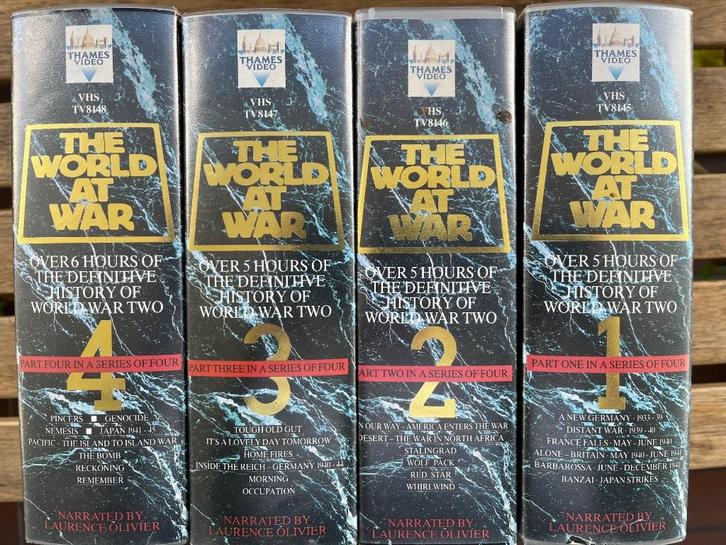 THAMES
VIDEO
VHS
TV8148
THE
WORLD
AT
WAR
OVER 6 HOURS OF
THE DEFINITIVE
HISTORY OF
WORLD WAR TWO
4
PART FOUR IN A SERIES OF FOUR
PINCERS ■ GENOCIDE
NEMESIS ■ JAPAN 1941 - 45
PACIFIC - THE ISLAND TO ISLAND WAR
THE BOMB
RECKONING
REMEMBER
NARRATED BY
LAURENCE OLIVIER
THAMES
VIDEO
VHS
TV8147
THE
WORLD
AT
WAR
OVER 5 HOURS OF
THE DEFINITIVE
HISTORY OF
WORLD WAR TWO
3
PART THREE IN A SERIES OF FOUR
TOUGH OLD GUT
IT'S A LOVELY DAY TOMORROW
HOME FIRES
INSIDE THE REICH - GERMANY 1940 - 44
MORNING
OCCUPATION
NARRATED BY
LAURENCE OLIVIER
THAMES
VIDEO
VHS
TV8146
THE
WORLD
AT
WAR
OVER 5 HOURS OF
THE DEFINITIVE
HISTORY OF
WORLD WAR TWO
2
ART TWO IN A SERIES OF FOUR
N OUR WAY - AMERICA ENTERS THE WAR
DESERT - THE WAR IN NORTH AFRICA
STALINGRAD
WOLF PACK
RED STAR
WHIRLWIND
NARRATED BY
LAURENCE OLIVIER
THAMES
VIDEO
VHS
TV8145
THE
WORLD
AT
WAR
OVER 5 HOURS OF
THE DEFINITIVE
HISTORY OF
WORLD WAR TWO
1
PART ONE IN A SERIES OF FOUR
A NEW GERMANY - 1933 - 39
DISTANT WAR - 1939 - 40
FRANCE FALLS - MAY - JUNE 1940
ALONE - BRITAIN - MAY 1940 - JUNE 1941
BARBAROSSA - JUNE - DECEMBER 1941
BANZAI - JAPAN STRIKES
NARRATED BY
LAURENCE OLIVIER